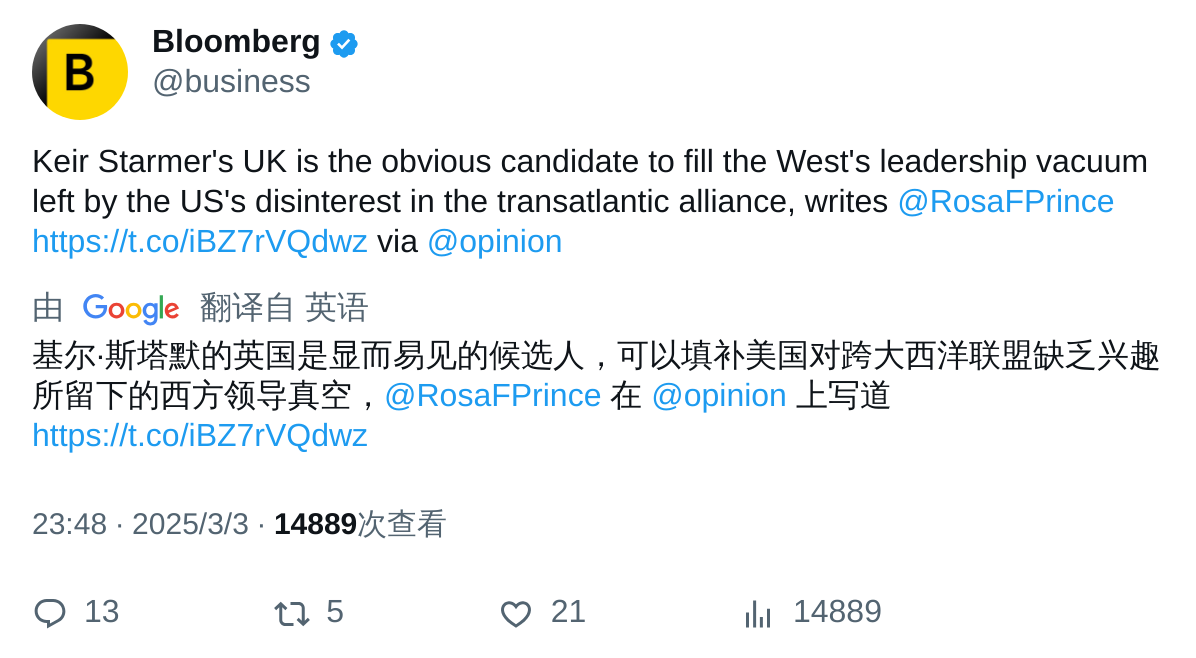 B
Bloomberg
@business
Keir Starmer's UK is the obvious candidate to fill the West's leadership vacuum
left by the US's disinterest in the transatlantic alliance, writes @RosaFPrince
https://t.co/iBZ7rVQdwz via @opinion
由 Google 翻译自 英语
基尔·斯塔默的英国是显而易见的候选人，可以填补美国对跨大西洋联盟缺乏兴趣
所留下的西方领导真空，@RosaFPrince 在 @opinion 上写道
https://t.co/iBZ7rVQdwz
23:48 · 2025/3/3 · 14889次查看
13 5 21 14889